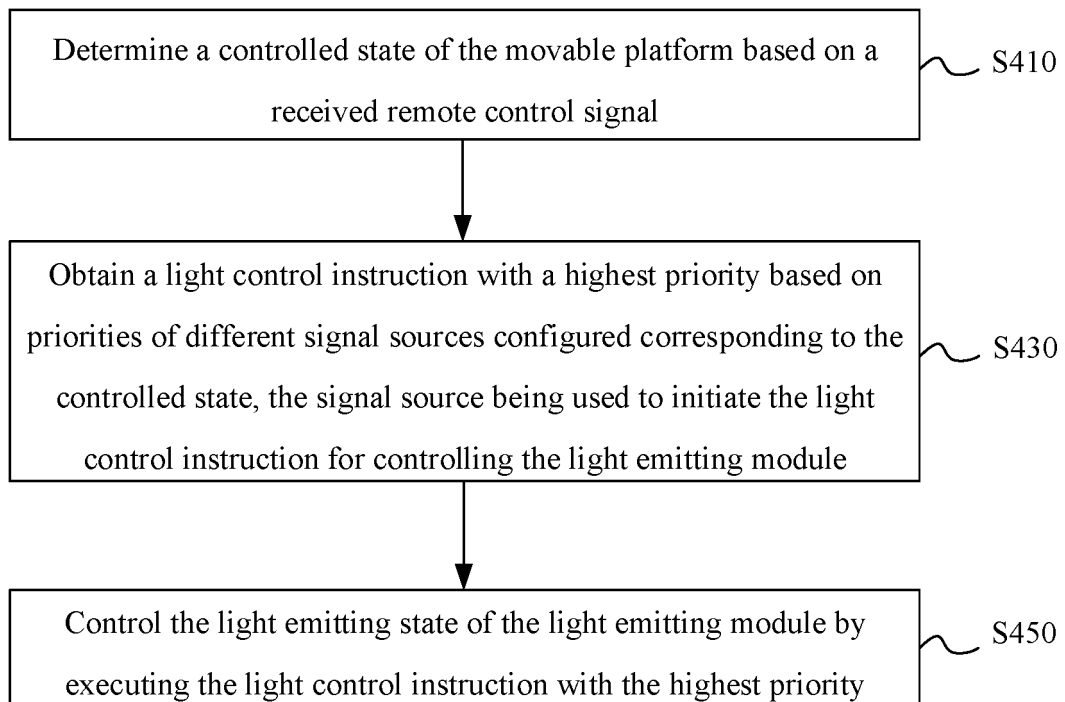 Determine a controlled state of the movable platform based on a
received remote control signal
S410
Obtain a light control instruction with a highest priority based on
priorities of different signal sources configured corresponding to the
controlled state, the signal source being used to initiate the light
control instruction for controlling the light emitting module
S430
Control the light emitting state of the light emitting module by
executing the light control instruction with the highest priority
S450